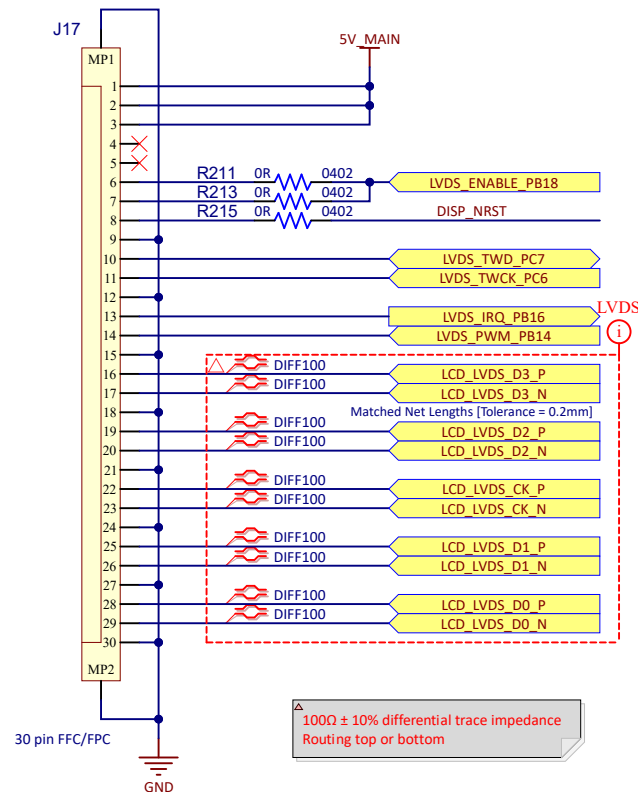 J17
5V_MAIN
MP1
1
2
3
4
5
R211 0R 0402
6 LVDS_ENABLE_PB18
R213 0R 0402
7
R215 0R 0402
8 DISP_NRST
9
10 LVDS_TWD_PC7
11 LVDS_TWCK_PC6
12
13 LVDS_IRQ_PB16
LVDS
i
14 LVDS_PWM_PB14
15
16 DIFF100 LCD_LVDS_D3_P
17 DIFF100 LCD_LVDS_D3_N
18 Matched Net Lengths [Tolerance = 0.2mm]
19 DIFF100 LCD_LVDS_D2_P
20 DIFF100 LCD_LVDS_D2_N
21
22 DIFF100 LCD_LVDS_CK_P
23 DIFF100 LCD_LVDS_CK_N
24
25 DIFF100 LCD_LVDS_D1_P
26 DIFF100 LCD_LVDS_D1_N
27
28 DIFF100 LCD_LVDS_D0_P
29 DIFF100 LCD_LVDS_D0_N
30
MP2
30 pin FFC/FPC
GND
100Ω ± 10% differential trace impedance
Routing top or bottom